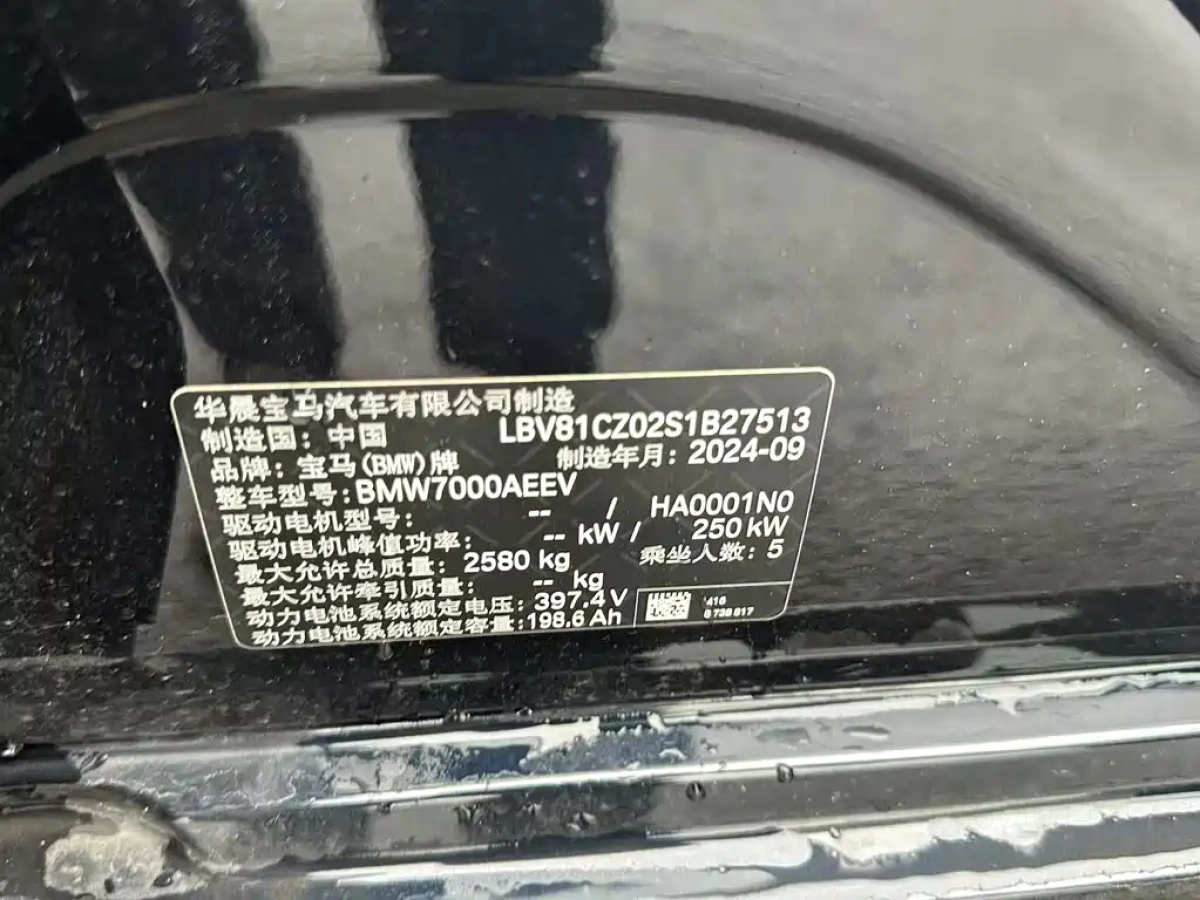 华晨宝马汽车有限公司制造
制造国：中国 LBV81CZ02S1B27513
品牌：宝马(BMW)牌 制造年月：2024-09
整车型号：BMW7000AEEV
驱动电机型号： -- / HA0001N0
驱动电机峰值功率： -- kW / 250 kW
最大允许总质量： 2580 kg 乘坐人数：5
最大允许牵引质量： -- kg
动力电池系统额定电压：397.4V
动力电池系统额定容量：198.6Ah